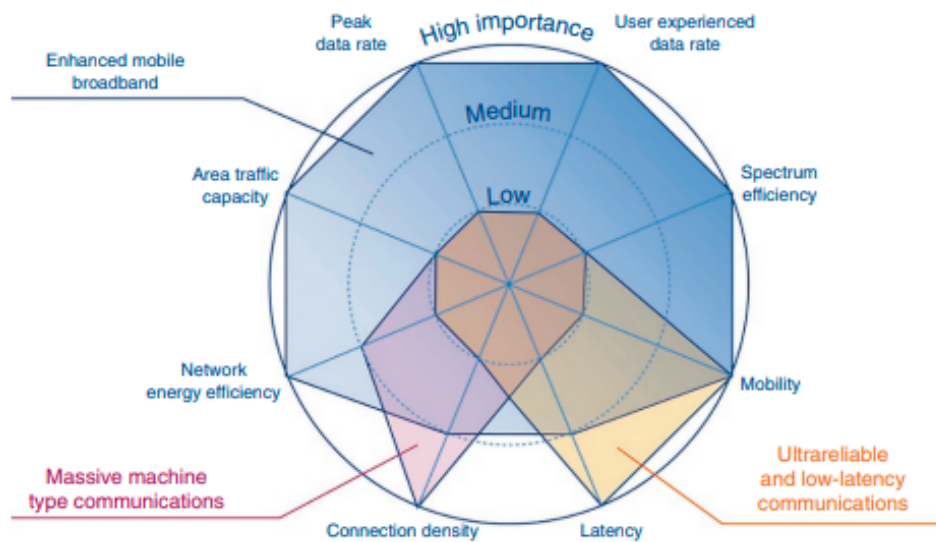 Peak
data rate
High importance
User experienced
data rate
Enhanced mobile
broadband
Medium
Area traffic
capacity
Low
Spectrum
efficiency
Network
energy efficiency
Mobility
Massive machine
type communications
Ultrareliable
and low-latency
communications
Connection density
Latency